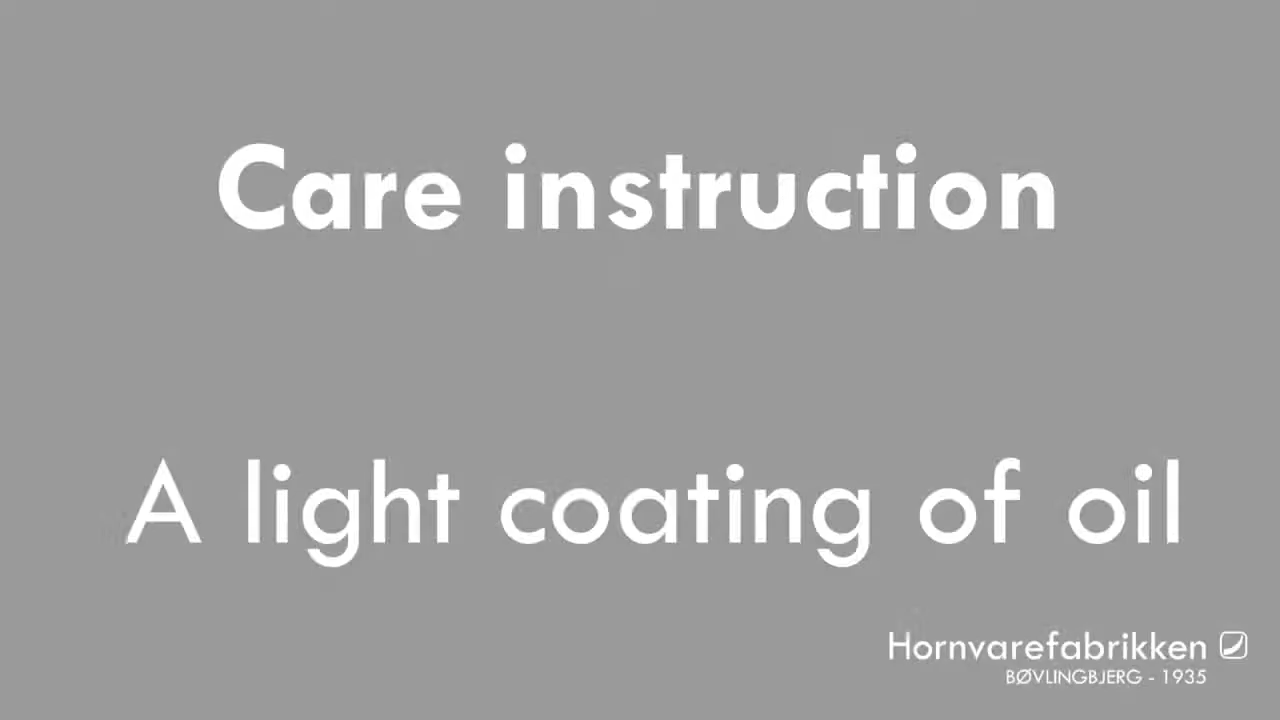 Care instruction
A light coating of oil
Hornvarefabrikken
BØVLINGBJERG - 1935